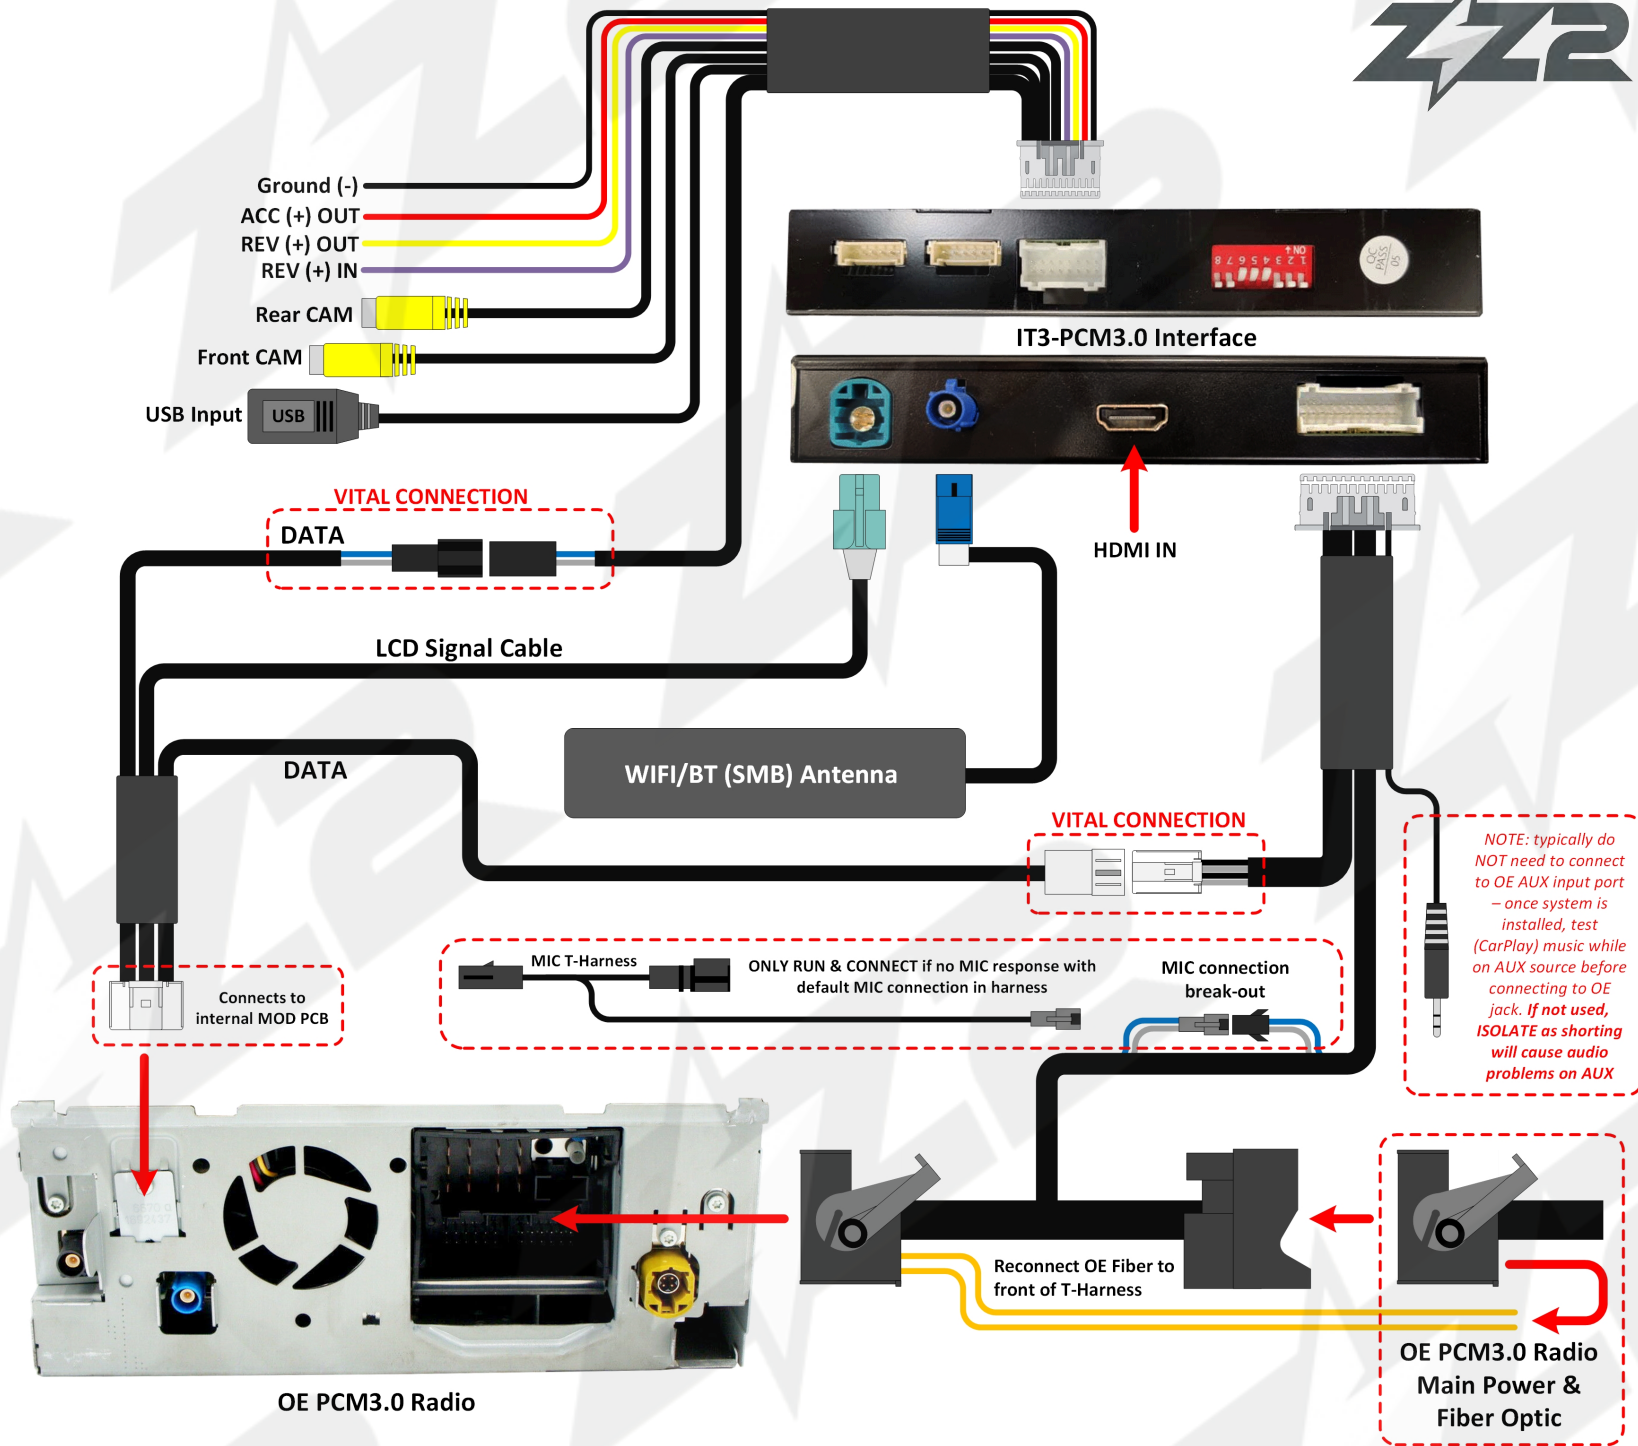 ZZ2
Ground (-)
ACC (+) OUT
REV (+) OUT
REV (+) IN
Rear CAM
Front CAM
USB Input
USB
ON
1 2 3 4 5 6 7 8
QC
PASS
05
IT3-PCM3.0 Interface
HDMI IN
VITAL CONNECTION
DATA
LCD Signal Cable
DATA
WIFI/BT (SMB) Antenna
VITAL CONNECTION
NOTE: typically do
NOT need to connect
to OE AUX input port
– once system is
installed, test
(CarPlay) music while
on AUX source before
connecting to OE
jack. If not used,
ISOLATE as shorting
will cause audio
problems on AUX
MIC T-Harness
ONLY RUN & CONNECT if no MIC response with
default MIC connection in harness
MIC connection
break-out
Connects to
internal MOD PCB
Reconnect OE Fiber to
front of T-Harness
OE PCM3.0 Radio
Main Power &
Fiber Optic
OE PCM3.0 Radio